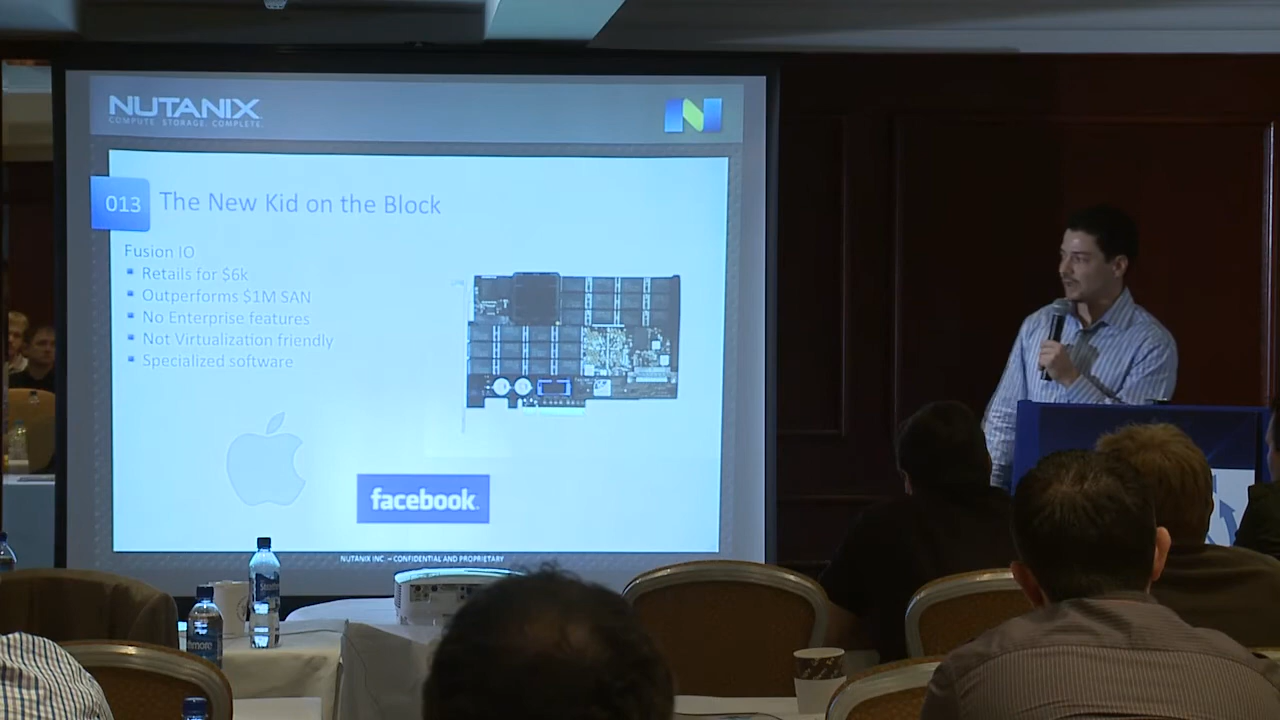 NUTANIX
COMPUTE. STORAGE. COMPLETE.
N
013
The New Kid on the Block
Fusion IO
Retails for $6k
Outperforms $1M SAN
No Enterprise features
Not Virtualization friendly
Specialized software
facebook
NUTANIX INC – CONFIDENTIAL AND PROPRIETARY